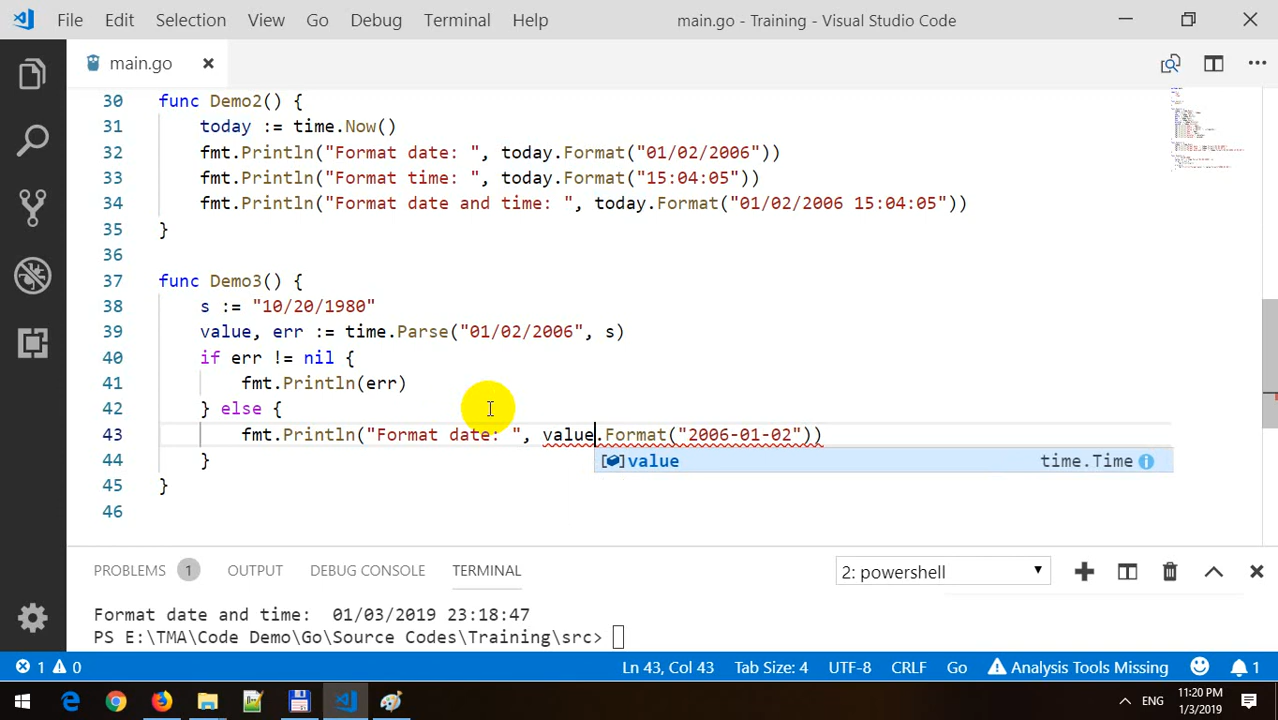 File Edit Selection View Go Debug Terminal Help main.go - Training - Visual Studio Code
main.go
30 func Demo2() {
31 today := time.Now()
32 fmt.Println("Format date: ", today.Format("01/02/2006"))
33 fmt.Println("Format time: ", today.Format("15:04:05"))
34 fmt.Println("Format date and time: ", today.Format("01/02/2006 15:04:05"))
35 }
36
37 func Demo3() {
38 s := "10/20/1980"
39 value, err := time.Parse("01/02/2006", s)
40 if err != nil {
41 fmt.Println(err)
42 } else {
43 fmt.Println("Format date: ", value.Format("2006-01-02"))
value time.Time
44 }
45 }
46
PROBLEMS 1 OUTPUT DEBUG CONSOLE TERMINAL 2: powershell
Format date and time:  01/03/2019 23:18:47
PS E:\TMA\Code Demo\Go\Source Codes\Training\src>
1 0 Ln 43, Col 43 Tab Size: 4 UTF-8 CRLF Go Analysis Tools Missing 1
ENG
11:20 PM
1/3/2019